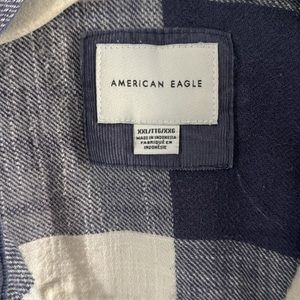 AMERICAN EAGLE
XXL/TTG/XXG
MADE IN INDONESIA
FABRIQUÉ EN
INDONÉSIE